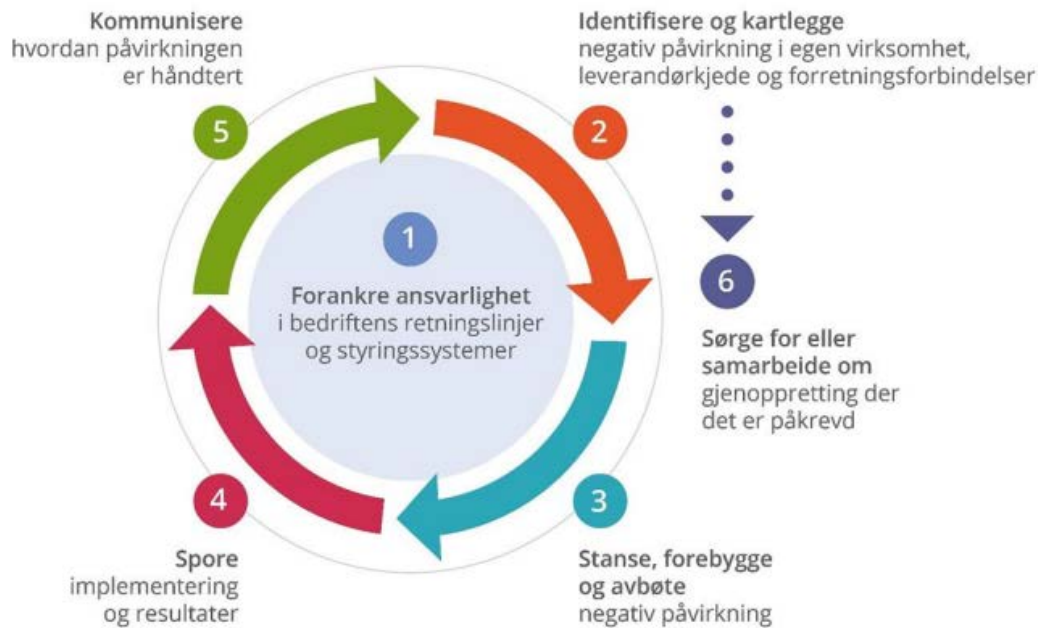 Kommunisere
hvordan påvirkningen
er håndtert
5
Identifisere og kartlegge
negativ påvirkning i egen virksomhet,
leverandørkjede og forretningsforbindelser
2
1
Forankre ansvarlighet
i bedriftens retningslinjer
og styringssystemer
6
Sørge for eller
samarbeide om
gjenoppretting der
det er påkrevd
4
Spore
implementering
og resultater
3
Stanse, forebygge
og avbøte
negativ påvirkning